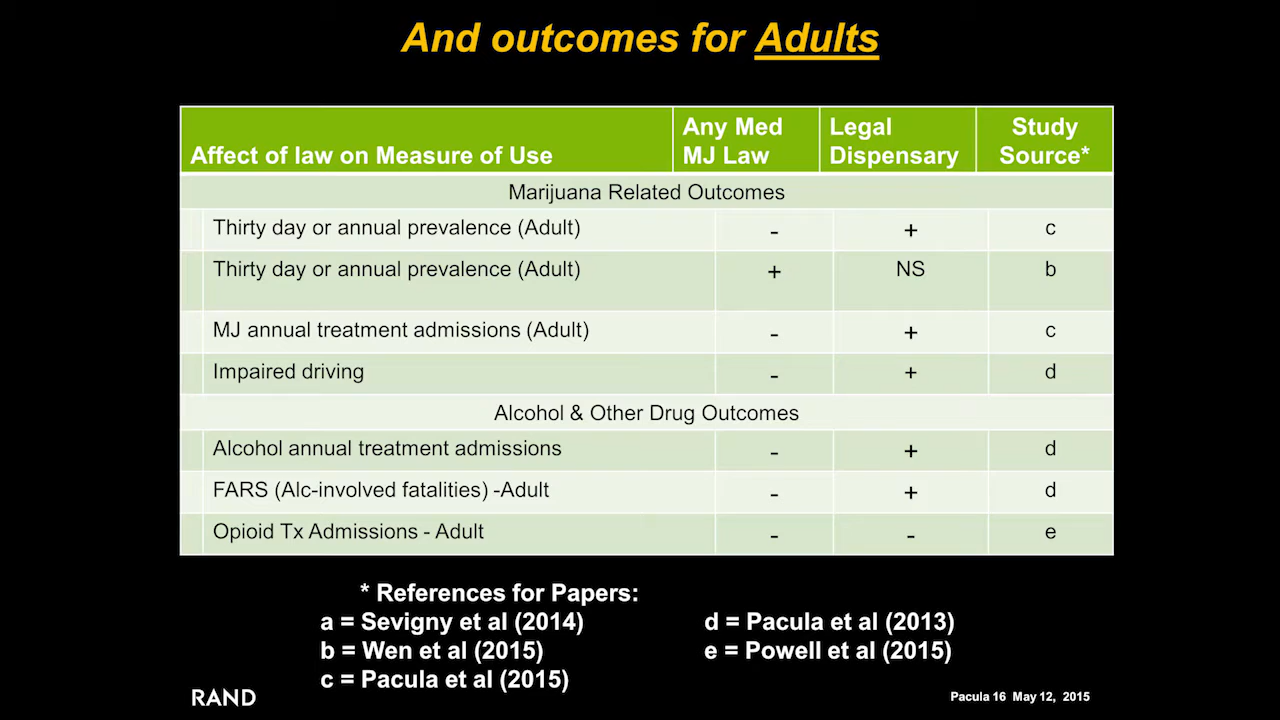 And outcomes for Adults
Affect of law on Measure of Use Any Med MJ Law Legal Dispensary Study Source*
Marijuana Related Outcomes
Thirty day or annual prevalence (Adult) - + c
Thirty day or annual prevalence (Adult) + NS b
MJ annual treatment admissions (Adult) - + c
Impaired driving - + d
Alcohol & Other Drug Outcomes
Alcohol annual treatment admissions - + d
FARS (Alc-involved fatalities) -Adult - + d
Opioid Tx Admissions - Adult - - e
* References for Papers:
a = Sevigny et al (2014)
b = Wen et al (2015)
c = Pacula et al (2015)
d = Pacula et al (2013)
e = Powell et al (2015)
RAND
Pacula 16 May 12, 2015